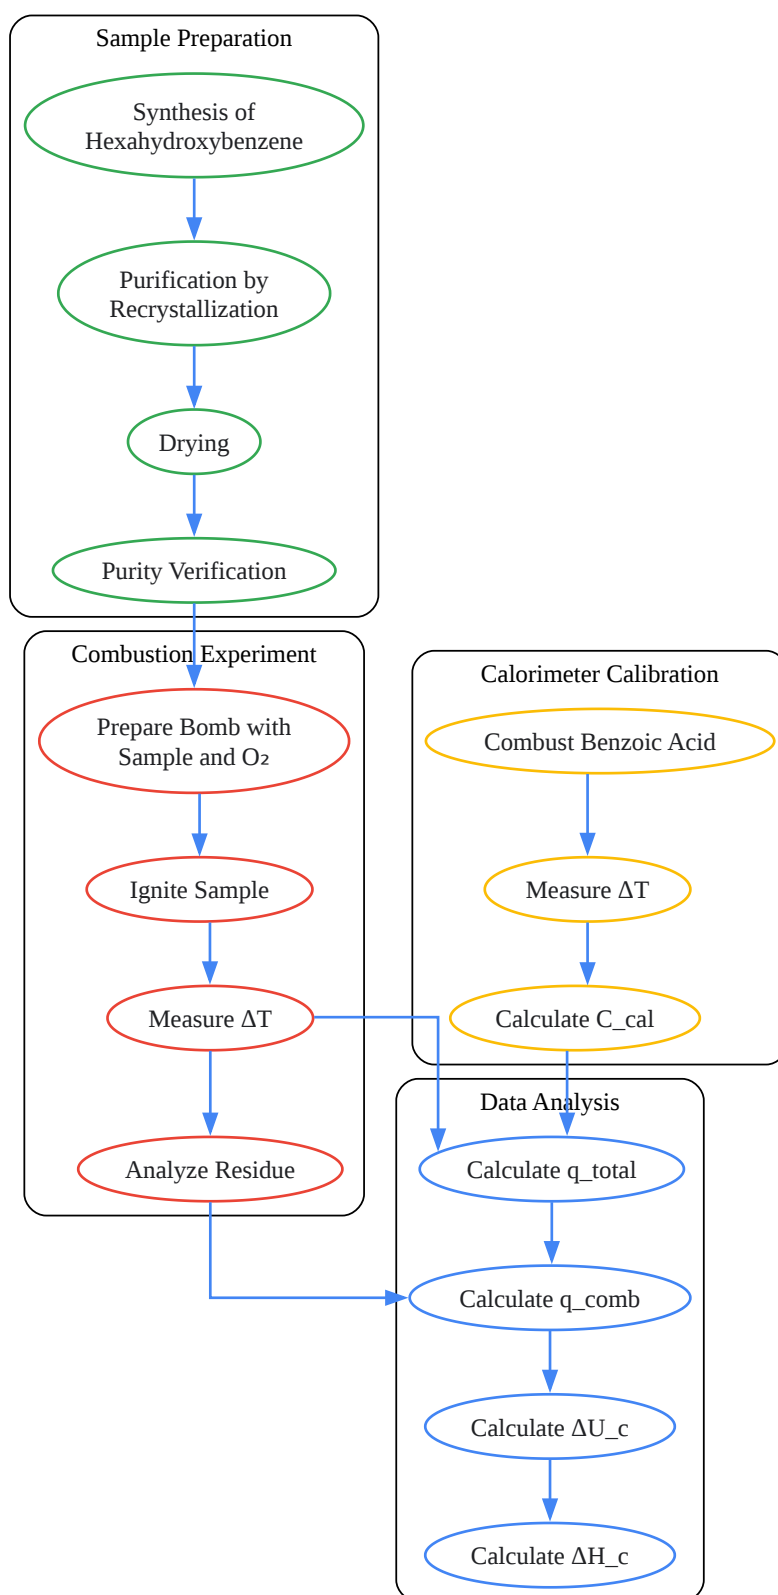 Sample Preparation
Synthesis of
Hexahydroxybenzene
Purification by
Recrystallization
Drying
Purity Verification
Combustion Experiment
Prepare Bomb with
Sample and O₂
Ignite Sample
Measure ΔT
Analyze Residue
Calorimeter Calibration
Combust Benzoic Acid
Measure ΔT
Calculate C_cal
Data Analysis
Calculate q_total
Calculate q_comb
Calculate ΔU_c
Calculate ΔH_c